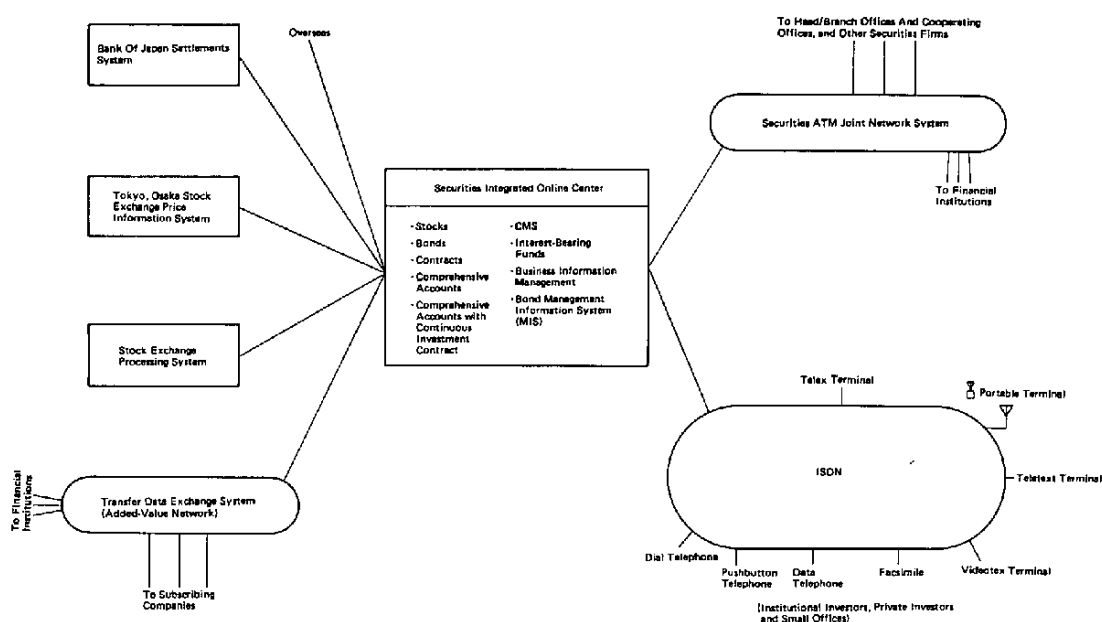 Bank Of Japan Settlements
System
Overseas
To Head/Branch Offices And Cooperating
Offices, and Other Securities Firms
Securities ATM Joint Network System
To Financial
Institutions
Tokyo, Osaka Stock
Exchange Price
Information System
Securities Integrated Online Center
·Stocks
·Bonds
·Contracts
·Comprehensive
Accounts
·Comprehensive
Accounts with
Continuous
Investment
Contract
·CMS
·Interest-Bearing
Funds
·Business Information
Management
·Bond Management
Information System
(MIS)
Stock Exchange
Processing System
To Financial
Institutions
Transfer Data Exchange System
(Added-Value Network)
To Subscribing
Companies
Telex Terminal
Portable Terminal
ISDN
Teletext Terminal
Dial Telephone
Pushbutton
Telephone
Data
Telephone
Facsimile
Videotex Terminal
(Institutional Investors, Private Investors
and Small Offices)